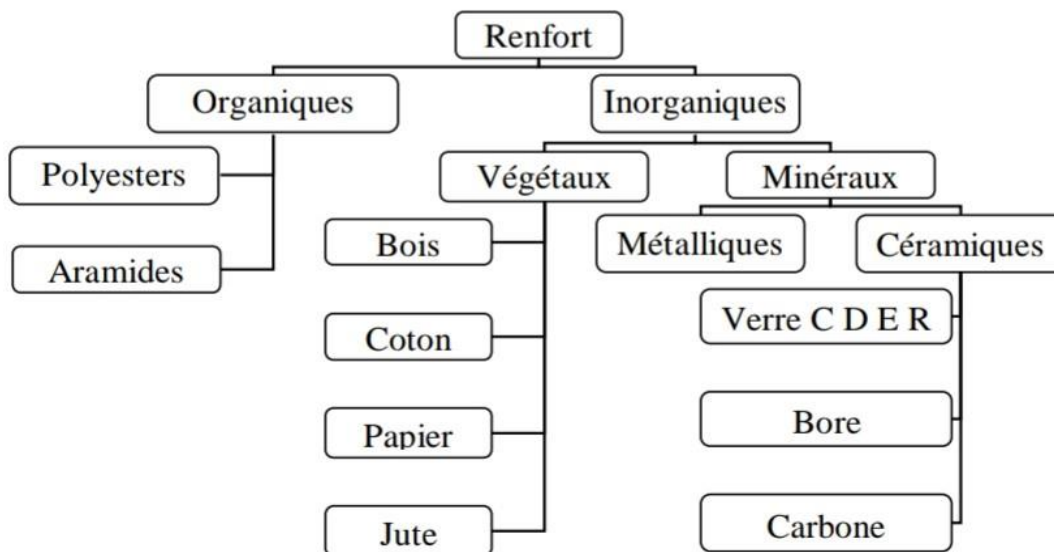 Renfort
Organiques
Inorganiques
Polyesters
Végétaux
Minéraux
Aramides
Bois
Métalliques
Céramiques
Verre C D E R
Coton
Bore
Papier
Jute
Carbone